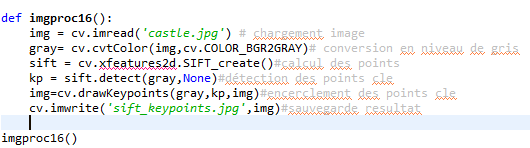 def imgproc16():
    img = cv.imread('castle.jpg') # chargement image
    gray= cv.cvtColor(img,cv.COLOR_BGR2GRAY)# conversion en niveau de gris
    sift = cv.xfeatures2d.SIFT_create()#calcul des points
    kp = sift.detect(gray,None)#détection des points cle
    img=cv.drawKeypoints(gray,kp,img)#encerclement des points cle
    cv.imwrite('sift_keypoints.jpg',img)#sauvegarde resultat
imgproc16()